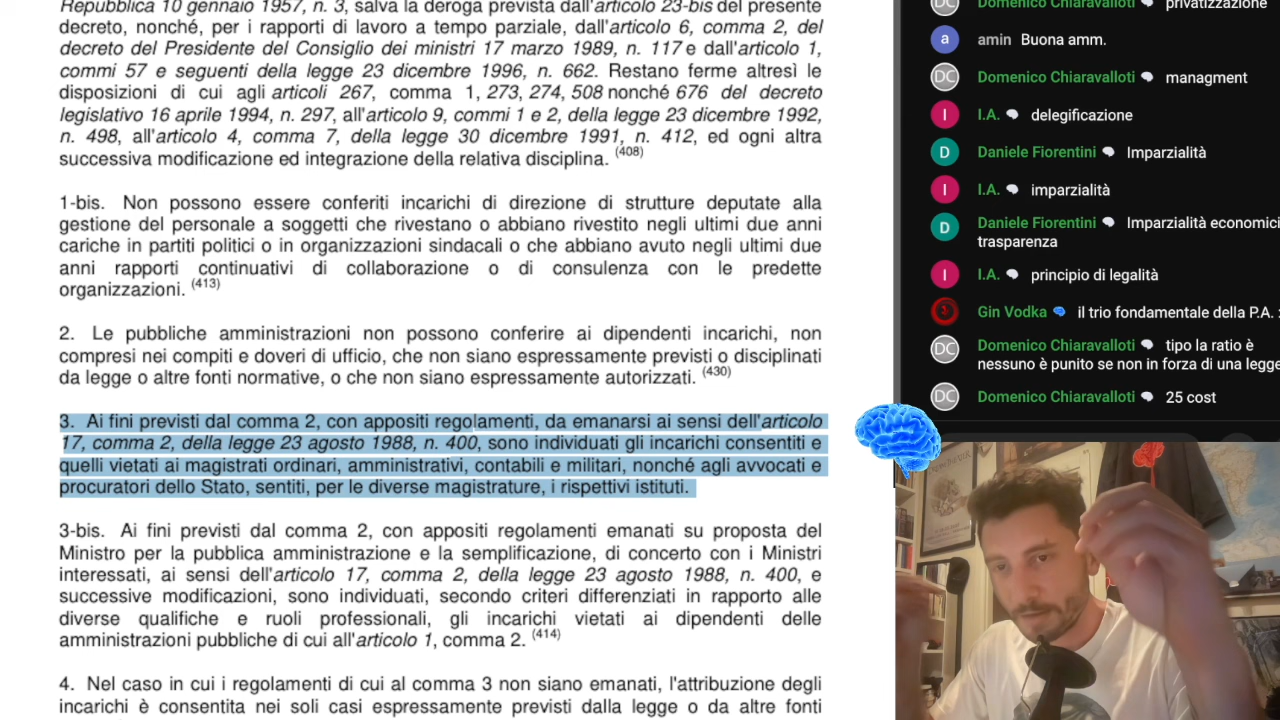 Repubblica 10 gennaio 1957, n. 3, salva la deroga prevista dall'articolo 23-bis del presente
decreto, nonché, per i rapporti di lavoro a tempo parziale, dall'articolo 6, comma 2, del
decreto del Presidente del Consiglio dei ministri 17 marzo 1989, n. 117 e dall'articolo 1,
commi 57 e seguenti della legge 23 dicembre 1996, n. 662. Restano ferme altresì le
disposizioni di cui agli articoli 267, comma 1, 273, 274, 508 nonché 676 del decreto
legislativo 16 aprile 1994, n. 297, all'articolo 9, commi 1 e 2, della legge 23 dicembre 1992,
n. 498, all'articolo 4, comma 7, della legge 30 dicembre 1991, n. 412, ed ogni altra
successiva modificazione ed integrazione della relativa disciplina. (408)
1-bis. Non possono essere conferiti incarichi di direzione di strutture deputate alla
gestione del personale a soggetti che rivestano o abbiano rivestito negli ultimi due anni
cariche in partiti politici o in organizzazioni sindacali o che abbiano avuto negli ultimi due
anni rapporti continuativi di collaborazione o di consulenza con le predette
organizzazioni. (413)
2. Le pubbliche amministrazioni non possono conferire ai dipendenti incarichi, non
compresi nei compiti e doveri di ufficio, che non siano espressamente previsti o disciplinati
da legge o altre fonti normative, o che non siano espressamente autorizzati. (430)
3. Ai fini previsti dal comma 2, con appositi regolamenti, da emanarsi ai sensi dell'articolo
17, comma 2, della legge 23 agosto 1988, n. 400, sono individuati gli incarichi consentiti e
quelli vietati ai magistrati ordinari, amministrativi, contabili e militari, nonché agli avvocati e
procuratori dello Stato, sentiti, per le diverse magistrature, i rispettivi istituti.
3-bis. Ai fini previsti dal comma 2, con appositi regolamenti emanati su proposta del
Ministro per la pubblica amministrazione e la semplificazione, di concerto con i Ministri
interessati, ai sensi dell'articolo 17, comma 2, della legge 23 agosto 1988, n. 400, e
successive modificazioni, sono individuati, secondo criteri differenziati in rapporto alle
diverse qualifiche e ruoli professionali, gli incarichi vietati ai dipendenti delle
amministrazioni pubbliche di cui all'articolo 1, comma 2. (414)
4. Nel caso in cui i regolamenti di cui al comma 3 non siano emanati, l'attribuzione degli
incarichi è consentita nei soli casi espressamente previsti dalla legge o da altre fonti
DC Domenico Chiaravalloti privatizzazione
a amin Buona amm.
DC Domenico Chiaravalloti managment
I I.A. delegificazione
D Daniele Fiorentini Imparzialità
I I.A. imparzialità
D Daniele Fiorentini Imparzialità economici
trasparenza
I I.A. principio di legalità
Gin Vodka il trio fondamentale della P.A. :
DC Domenico Chiaravalloti tipo la ratio è
nessuno è punito se non in forza di una legge
DC Domenico Chiaravalloti 25 cost